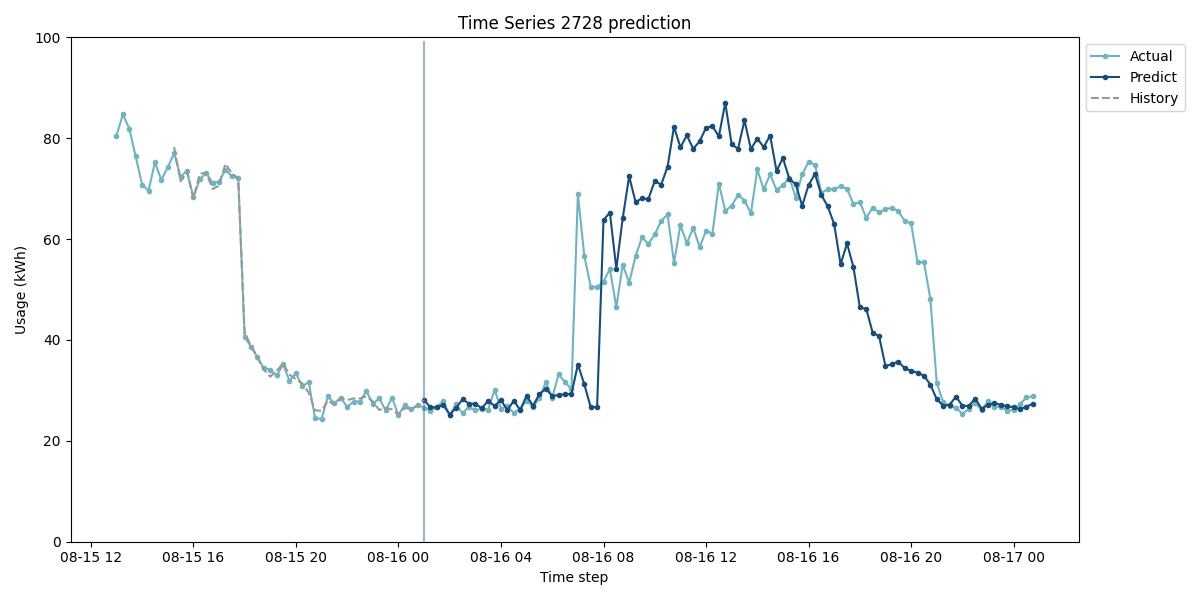 Time Series 2728 prediction
100
80
60
40
20
0
Usage (kWh)
08-15 12
08-15 16
08-15 20
08-16 00
08-16 04
08-16 08
08-16 12
08-16 16
08-16 20
08-17 00
Time step
Actual
Predict
History